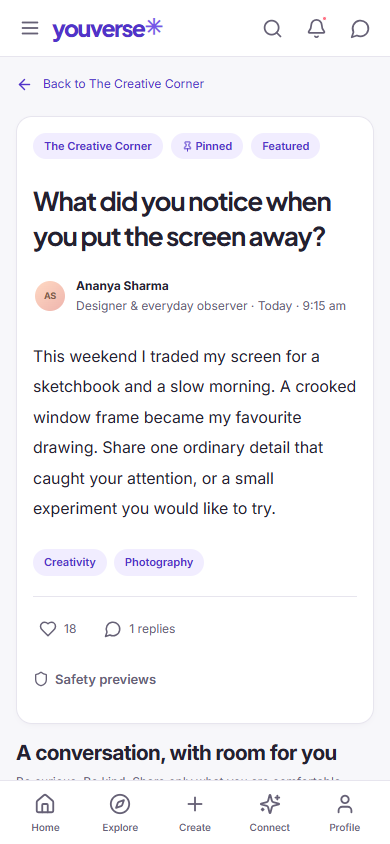 youverse
Back to The Creative Corner
The Creative Corner
Pinned
Featured
What did you notice when
you put the screen away?
AS
Ananya Sharma
Designer & everyday observer · Today · 9:15 am
This weekend I traded my screen for a
sketchbook and a slow morning. A crooked
window frame became my favourite
drawing. Share one ordinary detail that
caught your attention, or a small
experiment you would like to try.
Creativity
Photography
18
1 replies
Safety previews
A conversation, with room for you
Home
Explore
Create
Connect
Profile